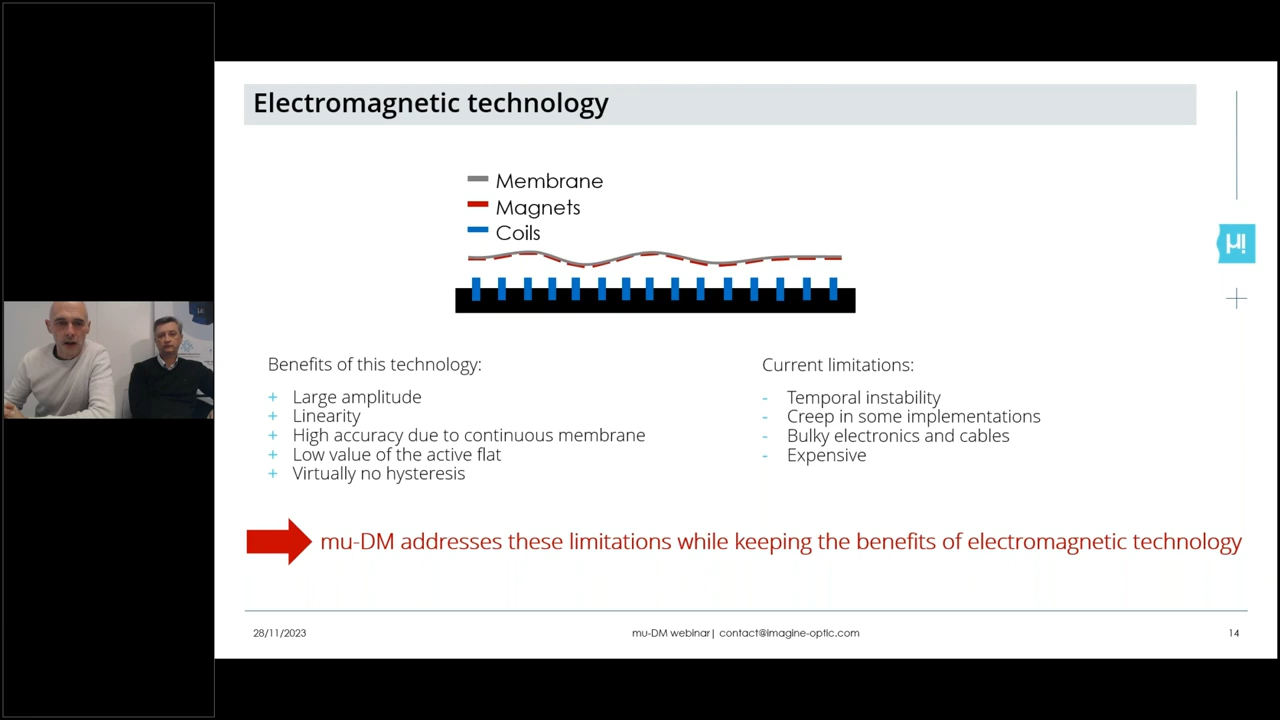 Electromagnetic technology
Membrane
Magnets
Coils
µ!
Benefits of this technology:
+ Large amplitude
+ Linearity
+ High accuracy due to continuous membrane
+ Low value of the active flat
+ Virtually no hysteresis
Current limitations:
- Temporal instability
- Creep in some implementations
- Bulky electronics and cables
- Expensive
mu-DM addresses these limitations while keeping the benefits of electromagnetic technology
28/11/2023
mu-DM webinar| contact@imagine-optic.com
14